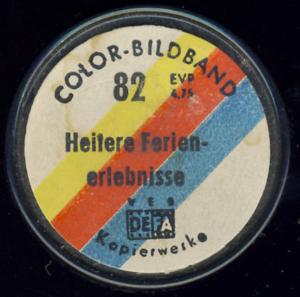 COLOR-BILDBAND
82 EVP
4.75
Heitere Ferien-
erlebnisse
VEB
DEFA
Kopierwerke